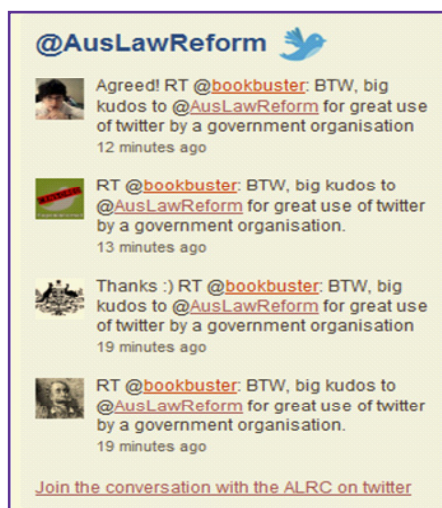 @AusLawReform
Agreed! RT @bookbuster: BTW, big
kudos to @AusLawReform for great use
of twitter by a government organisation
12 minutes ago
RT @bookbuster: BTW, big kudos to
@AusLawReform for great use of twitter
by a government organisation.
13 minutes ago
Thanks :) RT @bookbuster: BTW, big
kudos to @AusLawReform for great use
of twitter by a government organisation
19 minutes ago
RT @bookbuster: BTW, big kudos to
@AusLawReform for great use of twitter
by a government organisation.
19 minutes ago
Join the conversation with the ALRC on twitter